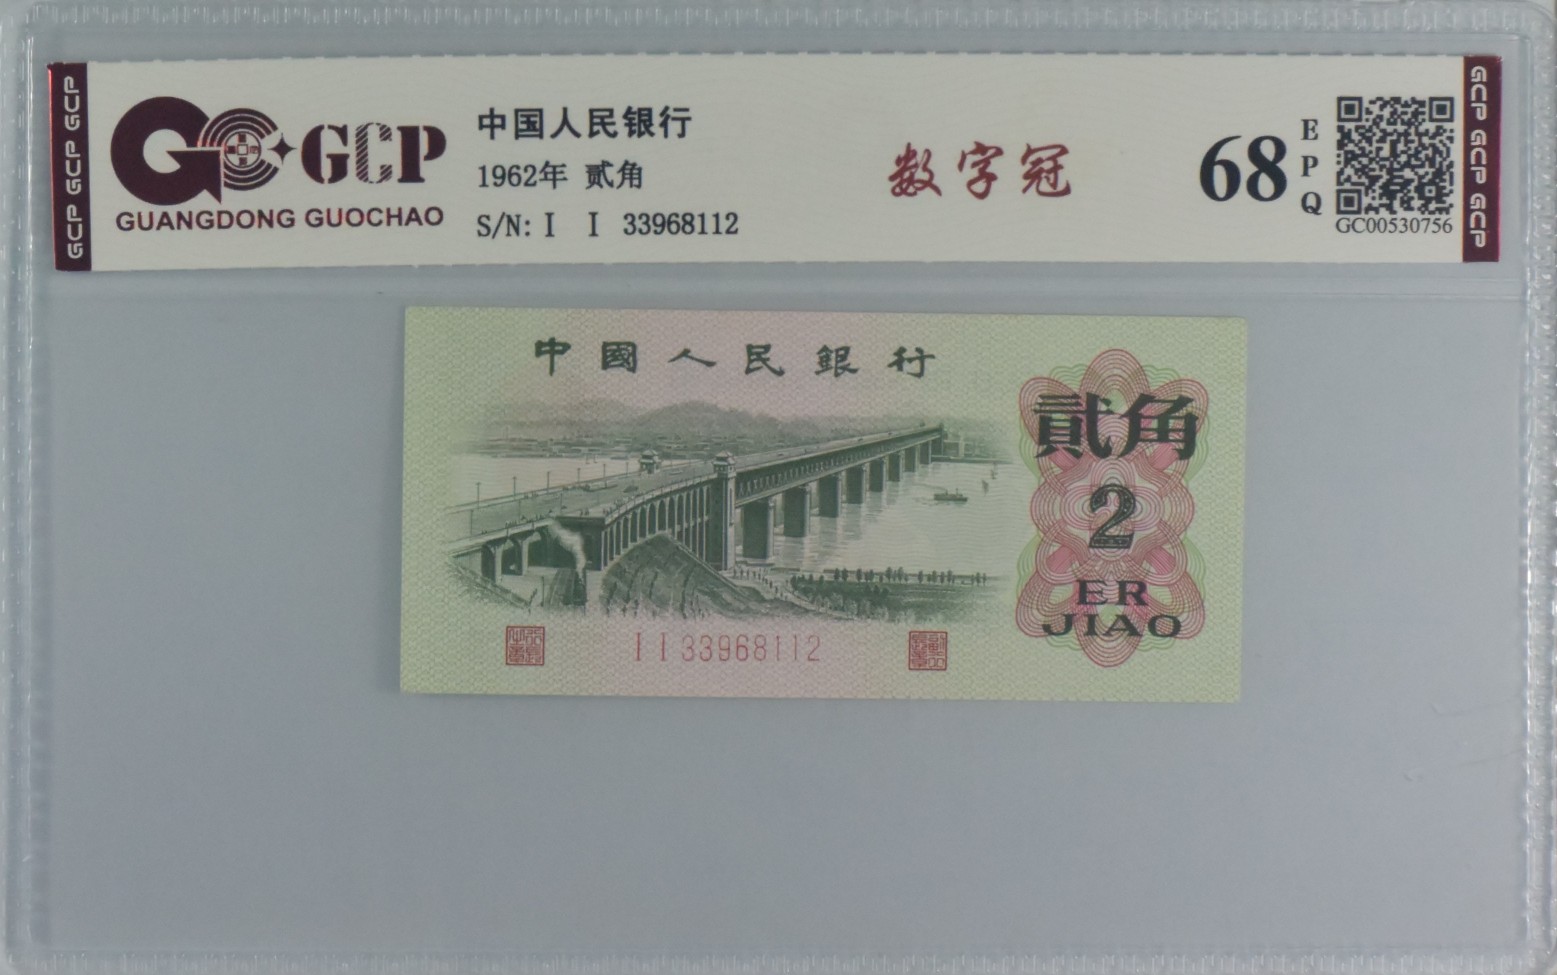 GCP GCP GCP
GCP
GUANGDONG GUOCHAO
中国人民银行
1962年 贰角
S/N: I I 33968112
数字冠
68
E
P
Q
GC00530756
GCP GCP GCP
中國人民銀行
貳角
2
ER
JIAO
I I 33968112